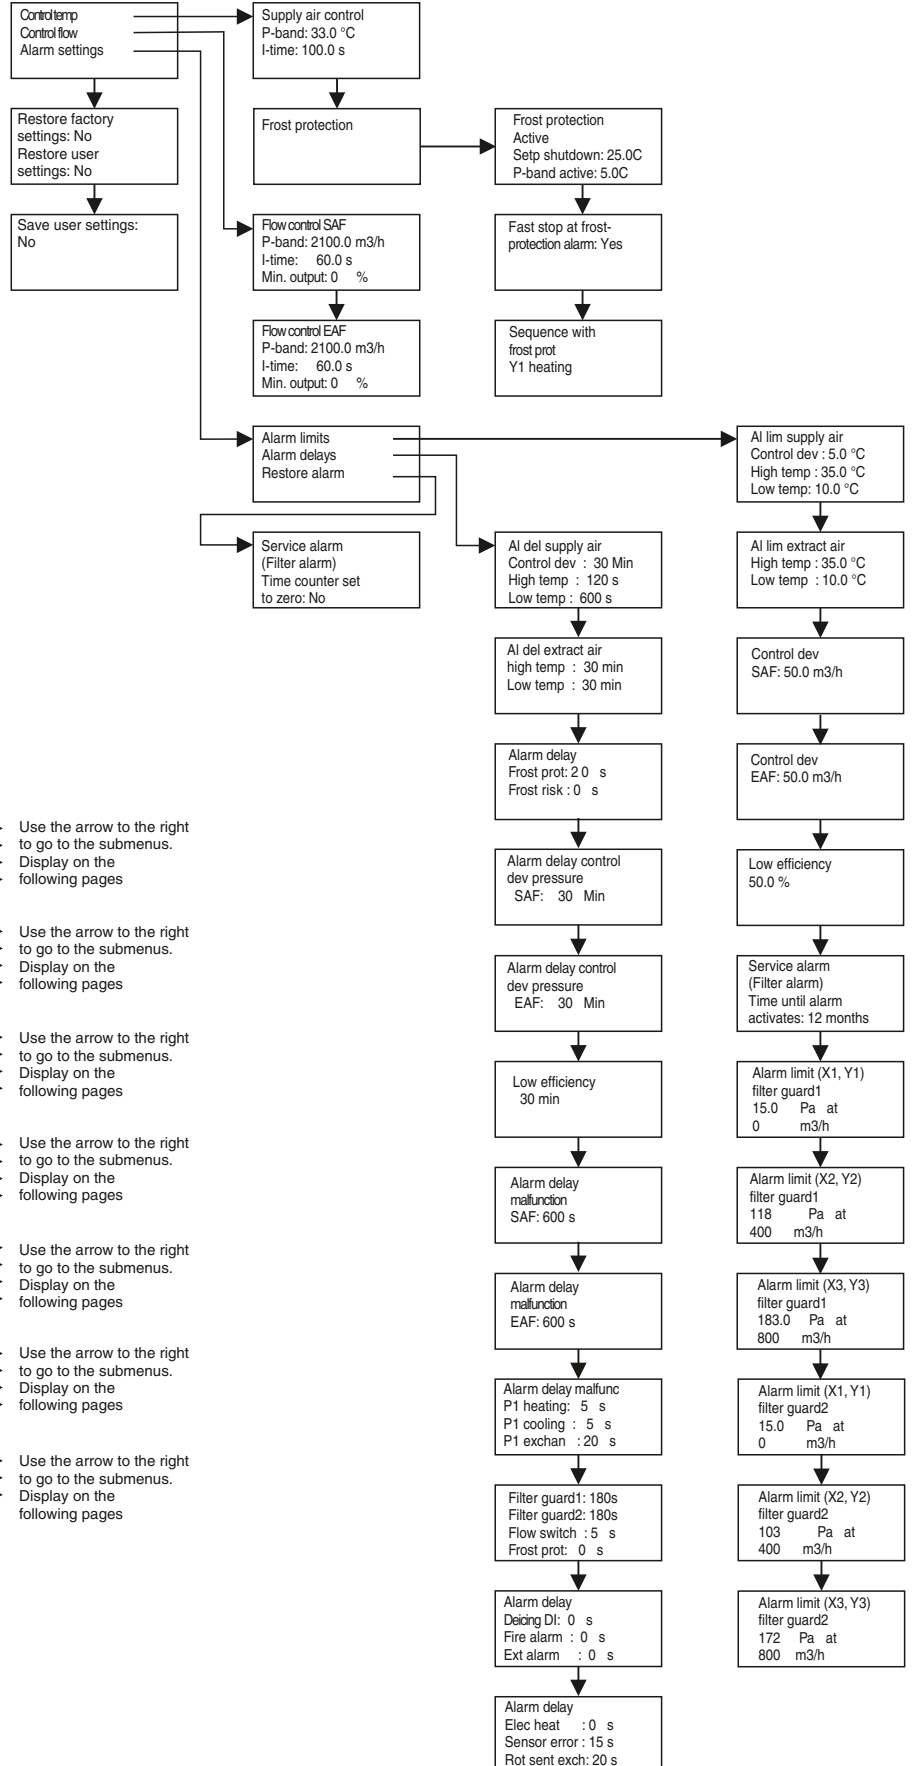 Control temp
Control flow
Alarm settings
Supply air control
P-band: 33.0 °C
I-time: 100.0 s
Restore factory
settings: No
Restore user
settings: No
Frost protection
Frost protection
Active
Setp shutdown: 25.0C
P-band active: 5.0C
Save user settings:
No
Flow control SAF
P-band: 2100.0 m3/h
I-time: 60.0 s
Min. output: 0 %
Fast stop at frost-
protection alarm: Yes
Flow control EAF
P-band: 2100.0 m3/h
I-time: 60.0 s
Min. output: 0 %
Sequence with
frost prot
Y1 heating
Alarm limits
Alarm delays
Restore alarm
Service alarm
(Filter alarm)
Time counter set
to zero: No
Al del supply air
Control dev : 30 Min
High temp : 120 s
Low temp : 600 s
Al del extract air
high temp : 30 min
Low temp : 30 min
Alarm delay
Frost prot: 2 0 s
Frost risk : 0 s
Alarm delay control
dev pressure
SAF: 30 Min
Alarm delay control
dev pressure
EAF: 30 Min
Low efficiency
30 min
Alarm delay
malfunction
SAF: 600 s
Alarm delay
malfunction
EAF: 600 s
Alarm delay malfunc
P1 heating: 5 s
P1 cooling : 5 s
P1 exchan : 20 s
Filter guard1: 180s
Filter guard2: 180s
Flow switch : 5 s
Frost prot: 0 s
Alarm delay
Deicing DI: 0 s
Fire alarm : 0 s
Ext alarm : 0 s
Alarm delay
Elec heat : 0 s
Sensor error : 15 s
Rot sent exch: 20 s
Al lim supply air
Control dev : 5.0 °C
High temp : 35.0 °C
Low temp: 10.0 °C
Al lim extract air
High temp : 35.0 °C
Low temp : 10.0 °C
Control dev
SAF: 50.0 m3/h
Control dev
EAF: 50.0 m3/h
Low efficiency
50.0 %
Service alarm
(Filter alarm)
Time until alarm
activates: 12 months
Alarm limit (X1, Y1)
filter guard1
15.0 Pa at
0 m3/h
Alarm limit (X2, Y2)
filter guard1
118 Pa at
400 m3/h
Alarm limit (X3, Y3)
filter guard1
183.0 Pa at
800 m3/h
Alarm limit (X1, Y1)
filter guard2
15.0 Pa at
0 m3/h
Alarm limit (X2, Y2)
filter guard2
103 Pa at
400 m3/h
Alarm limit (X3, Y3)
filter guard2
172 Pa at
800 m3/h
Use the arrow to the right
to go to the submenus.
Display on the
following pages
Use the arrow to the right
to go to the submenus.
Display on the
following pages
Use the arrow to the right
to go to the submenus.
Display on the
following pages
Use the arrow to the right
to go to the submenus.
Display on the
following pages
Use the arrow to the right
to go to the submenus.
Display on the
following pages
Use the arrow to the right
to go to the submenus.
Display on the
following pages
Use the arrow to the right
to go to the submenus.
Display on the
following pages